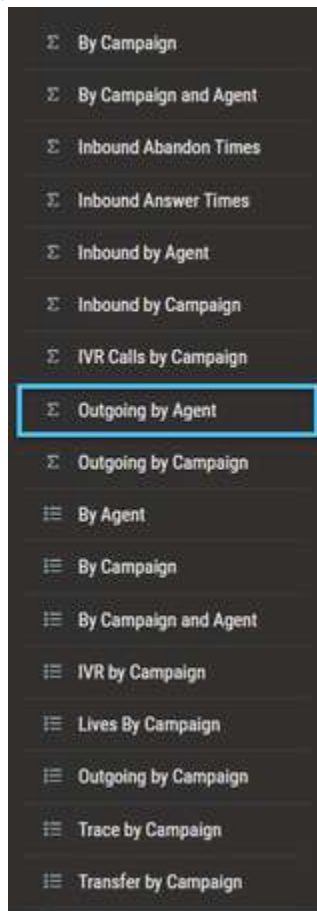 Σ By Campaign
Σ By Campaign and Agent
Σ Inbound Abandon Times
Σ Inbound Answer Times
Σ Inbound by Agent
Σ Inbound by Campaign
Σ IVR Calls by Campaign
Σ Outgoing by Agent
Σ Outgoing by Campaign
By Agent
By Campaign
By Campaign and Agent
IVR by Campaign
Lives By Campaign
Outgoing by Campaign
Trace by Campaign
Transfer by Campaign